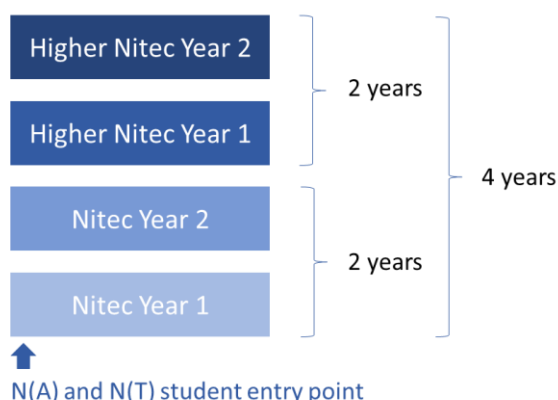 Higher Nitec Year 2
2 years
Higher Nitec Year 1
4 years
Nitec Year 2
2 years
Nitec Year 1
N(A) and N(T) student entry point